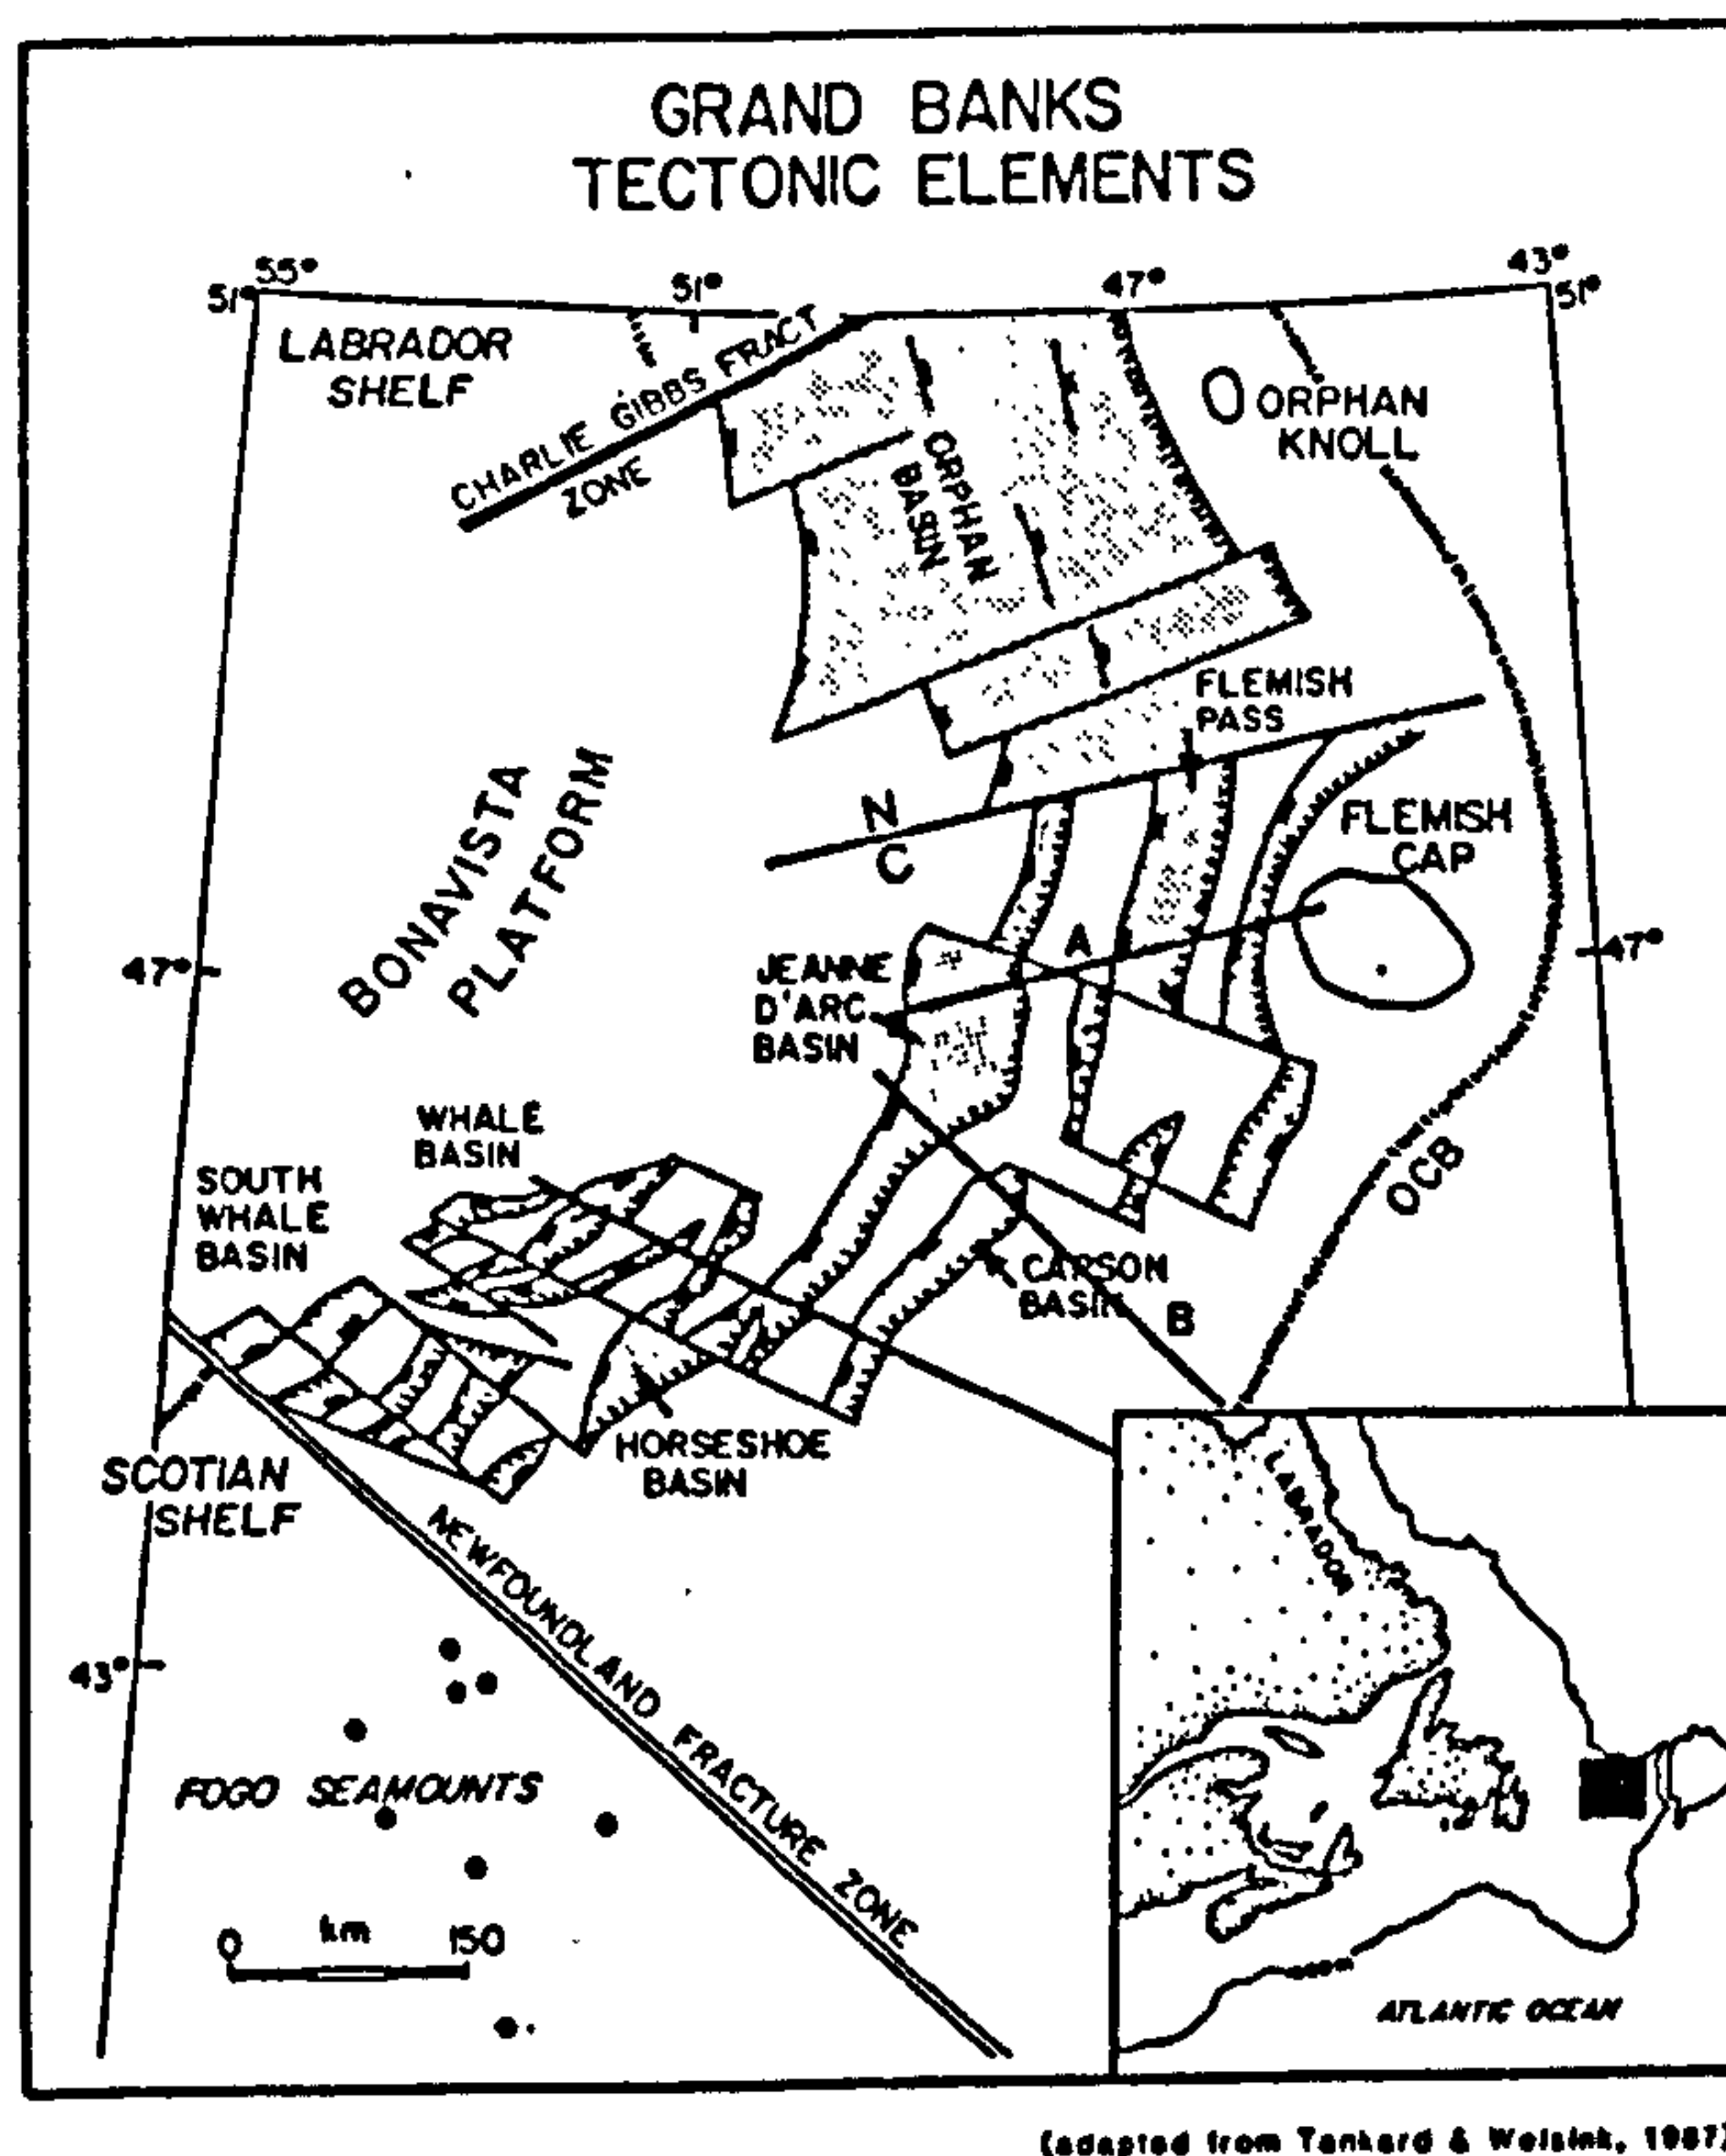 GRAND BANKS
TECTONIC ELEMENTS
55°
51°
47°
43°
51°
51°
LABRADOR
SHELF
CHARLIE GIBBS FRACT
ZONE
ORPHAN
KNOLL
ORPHAN
BASIN
FLEMISH
PASS
BONAVISTA
PLATFORM
N
C
FLEMISH
CAP
A
47°
47°
JEANNE
D'ARC
BASIN
WHALE
BASIN
SOUTH
WHALE
BASIN
OCB
CARSON
BASIN
B
HORSESHOE
BASIN
SCOTIAN
SHELF
NEWFOUNDLAND FRACTURE ZONE
LABRADOR
43°
FOGO SEAMOUNTS
0 km 150
ATLANTIC OCEAN
(adapted from Tankard & Welsink, 1987)